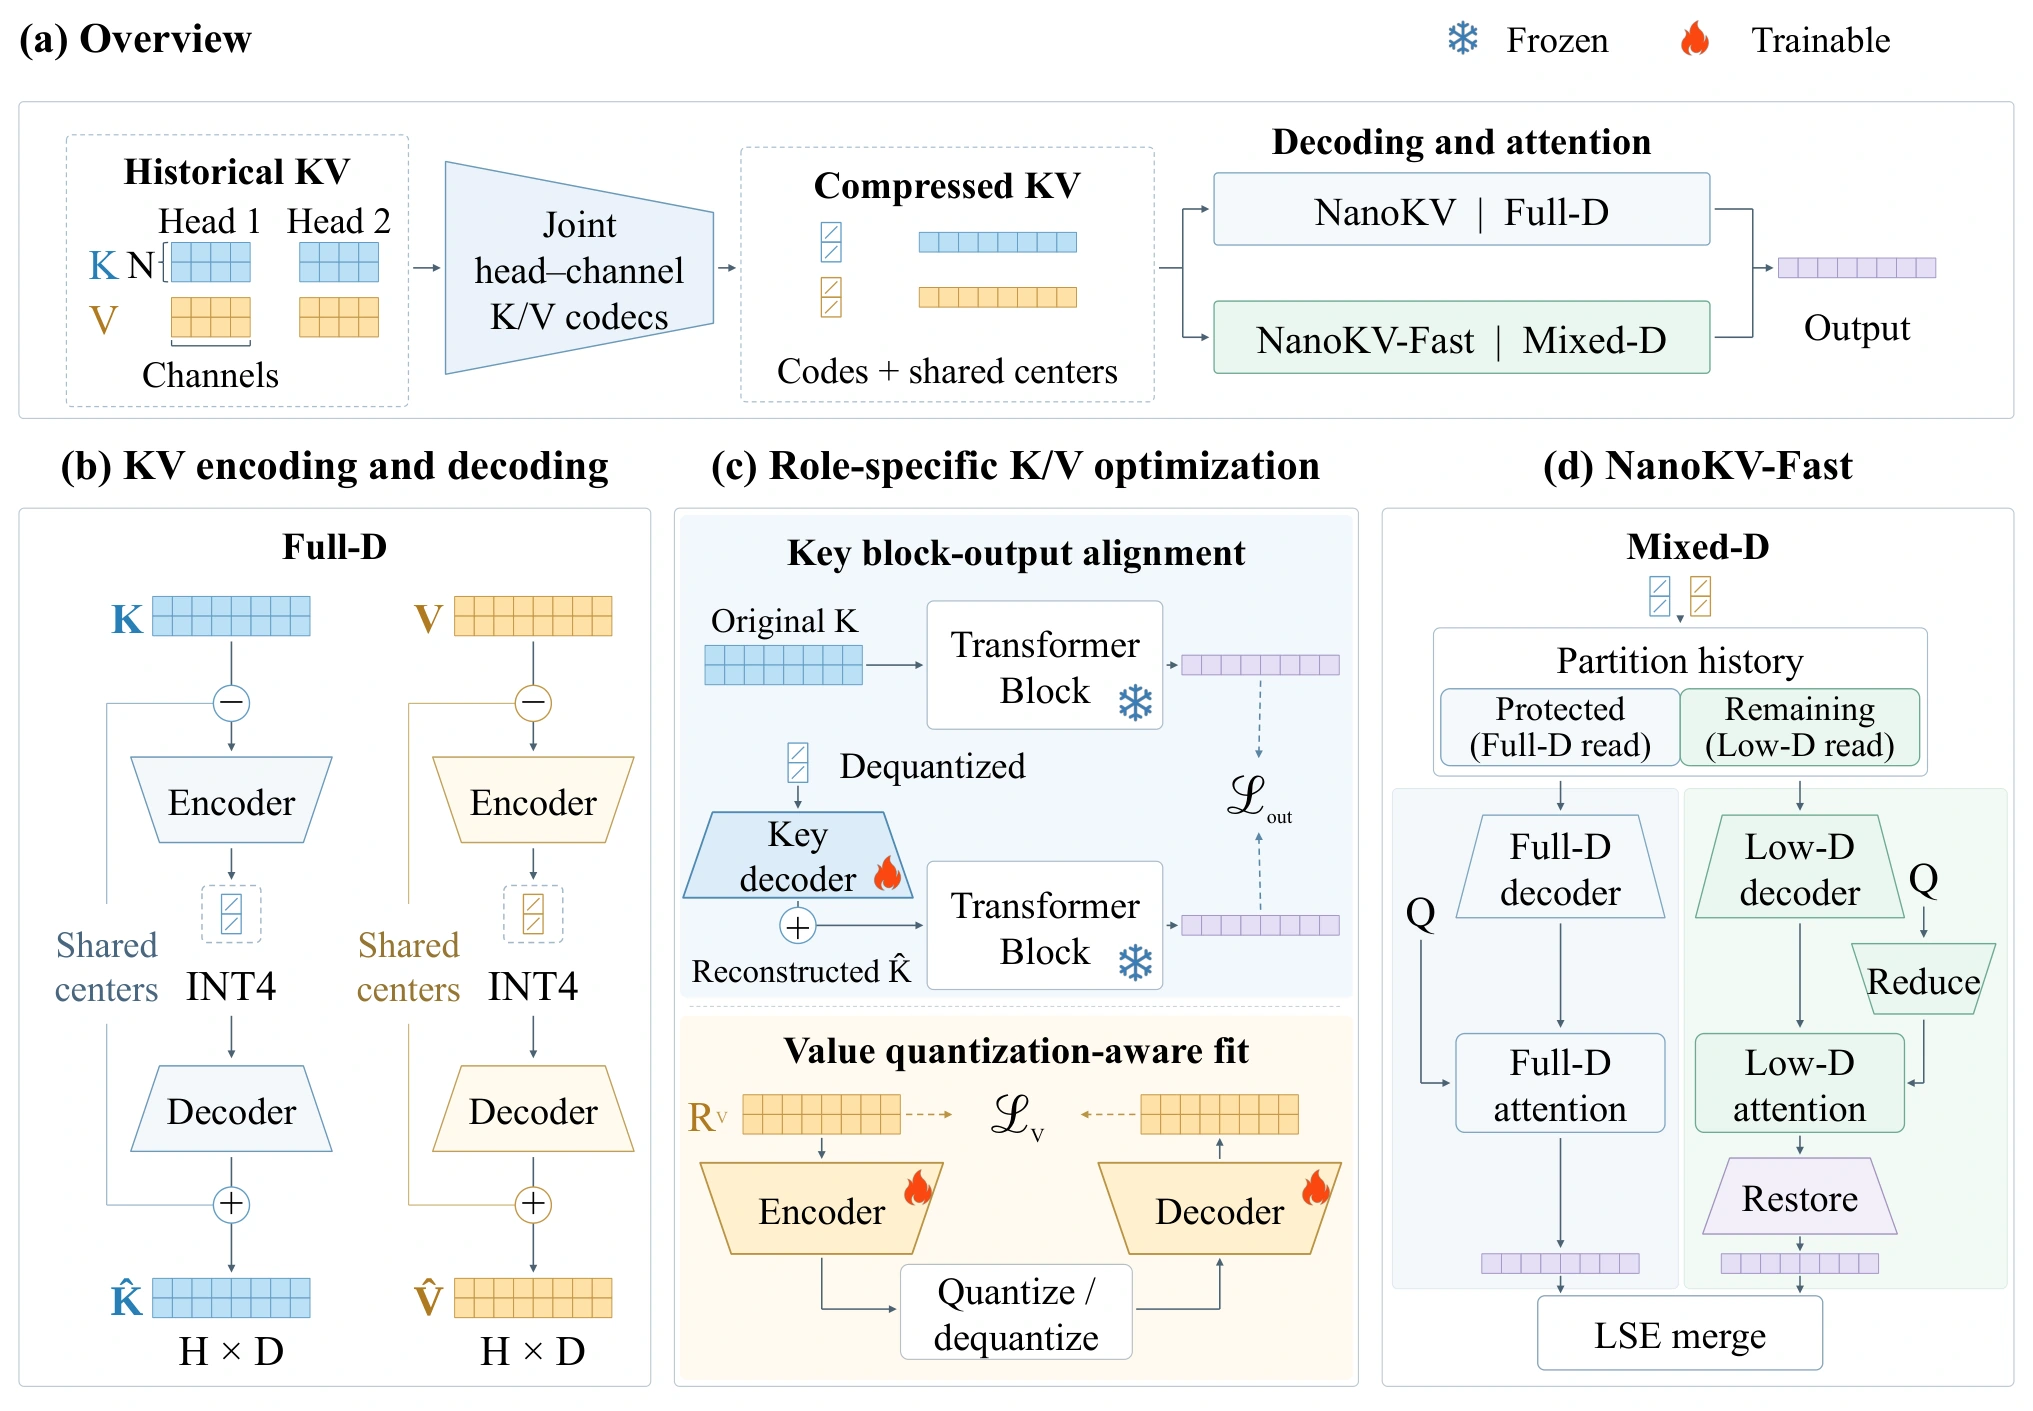 (a) Overview
Frozen
Trainable
Historical KV
Head 1
Head 2
K
N
V
Channels
Joint
head–channel
K/V codecs
Compressed KV
Codes + shared centers
Decoding and attention
NanoKV | Full-D
NanoKV-Fast | Mixed-D
Output
(b) KV encoding and decoding
Full-D
K
V
−
−
Encoder
Encoder
Shared
centers
INT4
Shared
centers
INT4
Decoder
Decoder
+
+
K̂
V̂
H × D
H × D
(c) Role-specific K/V optimization
Key block-output alignment
Original K
Transformer
Block
Dequantized
ℒout
Key
decoder
+
Reconstructed K̂
Transformer
Block
Value quantization-aware fit
RV
ℒV
Encoder
Decoder
Quantize /
dequantize
(d) NanoKV-Fast
Mixed-D
Partition history
Protected
(Full-D read)
Remaining
(Low-D read)
Full-D
decoder
Low-D
decoder
Q
Q
Reduce
Full-D
attention
Low-D
attention
Restore
LSE merge